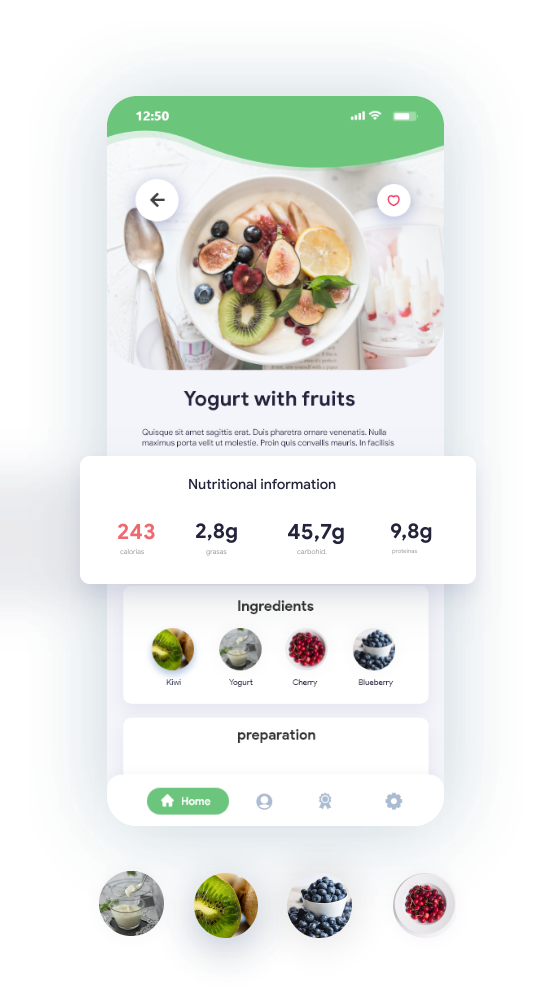 12:50
Yogurt with fruits
Quisque sit amet sagittis erat. Duis pharetra ornare venenatis. Nulla
maximus porta velit ut molestie. Proin quis convallis mauris. In facilisis
Nutritional information
243 2,8g 45,7g 9,8g
calorias grasas carbohid. proteinas
Ingredients
Kiwi Yogurt Cherry Blueberry
preparation
Home